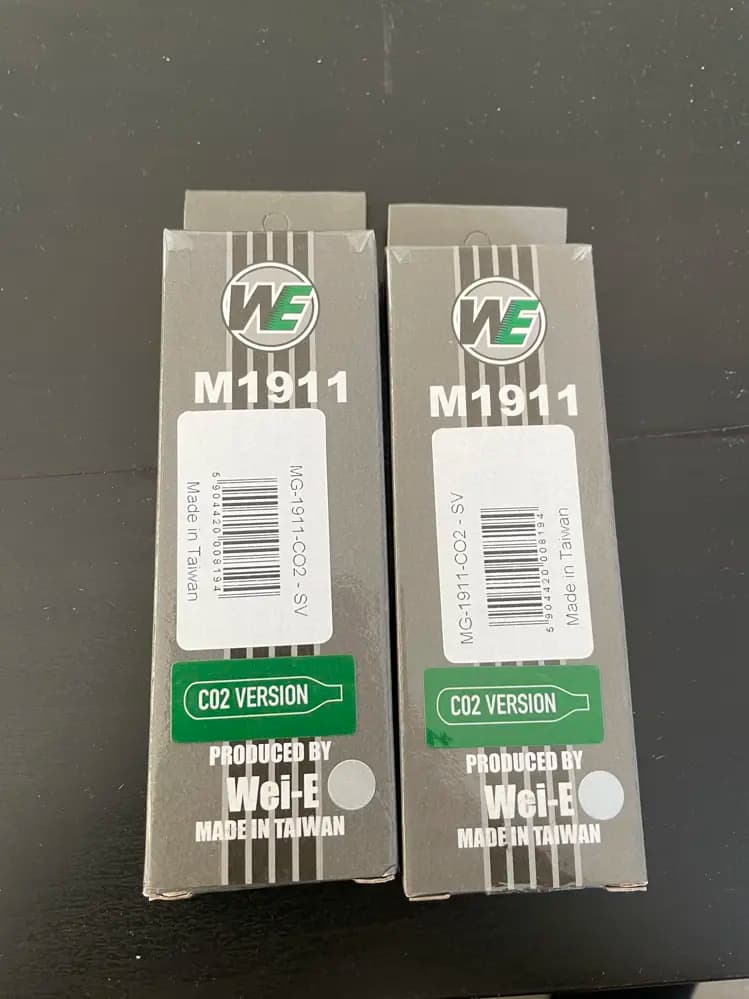 WE
M1911
MG-1911-CO2 - SV
5 904420 008194
Made in Taiwan
CO2 VERSION
PRODUCED BY
Wei-E
MADE IN TAIWAN
WE
M1911
MG-1911-CO2 - SV
5 904420 008194
Made in Taiwan
CO2 VERSION
PRODUCED BY
Wei-E
MADE IN TAIWAN